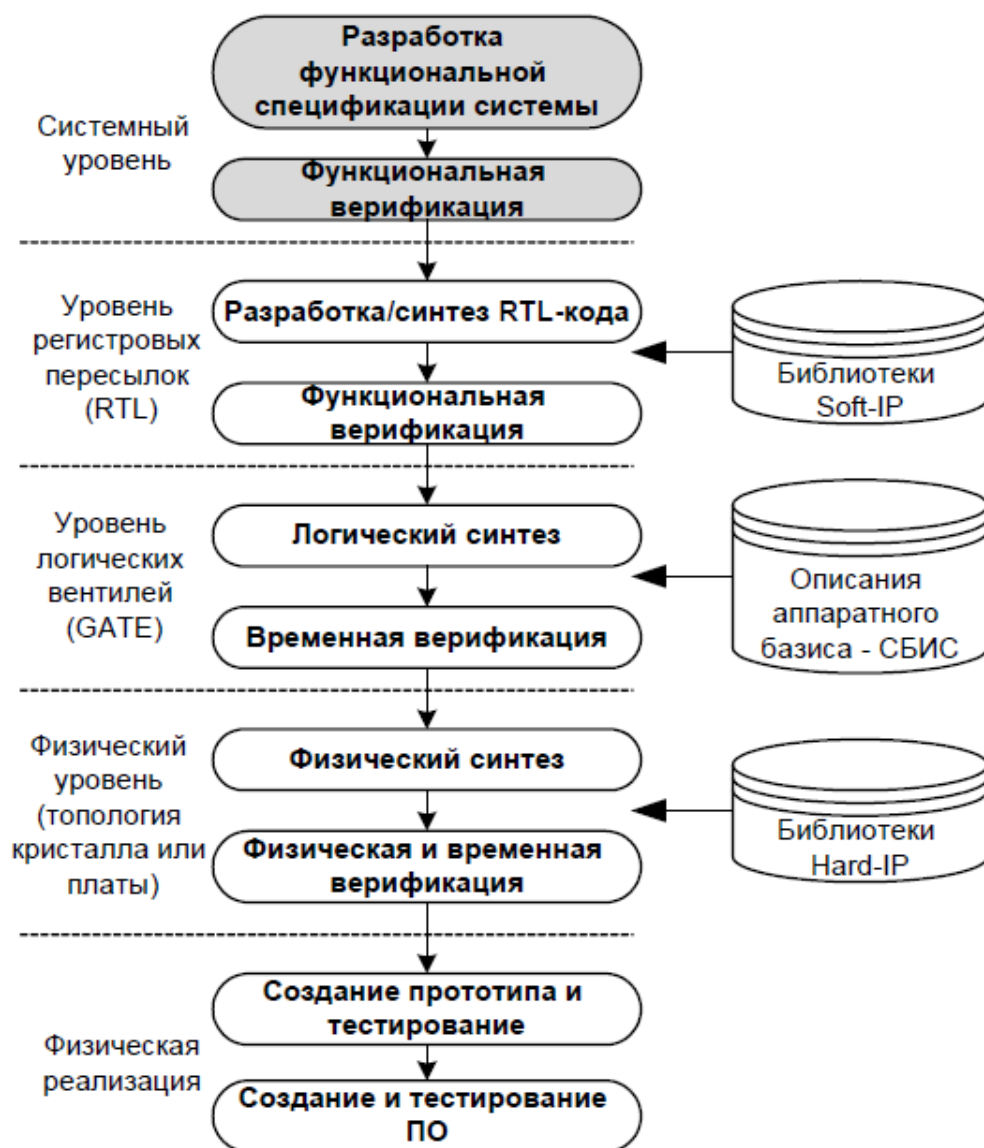 Разработка
функциональной
спецификации системы
Системный
уровень
Функциональная
верификация
Разработка/синтез RTL-кода
Уровень
регистровых
пересылок
(RTL)
Функциональная
верификация
Библиотеки
Soft-IP
Логический синтез
Уровень
логических
вентилей
(GATE)
Временная верификация
Описания
аппаратного
базиса - СБИС
Физический синтез
Физический
уровень
(топология
кристалла или
платы)
Физическая и временная
верификация
Библиотеки
Hard-IP
Создание прототипа и
тестирование
Физическая
реализация
Создание и тестирование
ПО